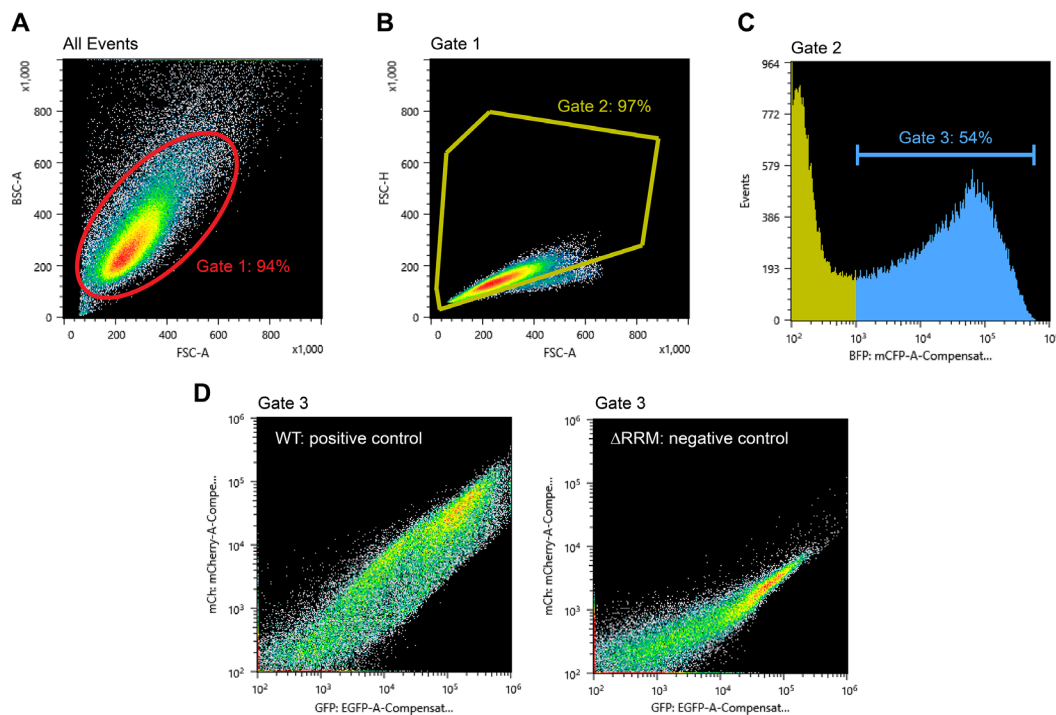 A
All Events
x1,000
800
600
400
200
0
BSC-A
0 200 400 600 800
FSC-A x1,000
Gate 1: 94%
B
Gate 1
x1,000
800
600
400
200
0
FSC-H
0 200 400 600 800
FSC-A x1,000
Gate 2: 97%
C
Gate 2
964
772
579
386
193
0
Events
10² 10³ 10⁴ 10⁵ 10⁶
BFP: mCFP-A-Compensat...
Gate 3: 54%
D
Gate 3
WT: positive control
10⁶
10⁵
10⁴
10³
10²
mCh: mCherry-A-Compe...
10² 10³ 10⁴ 10⁵ 10⁶
GFP: EGFP-A-Compensat...
Gate 3
ΔRRM: negative control
10⁶
10⁵
10⁴
10³
10²
mCh: mCherry-A-Compe...
10² 10³ 10⁴ 10⁵ 10⁶
GFP: EGFP-A-Compensat...